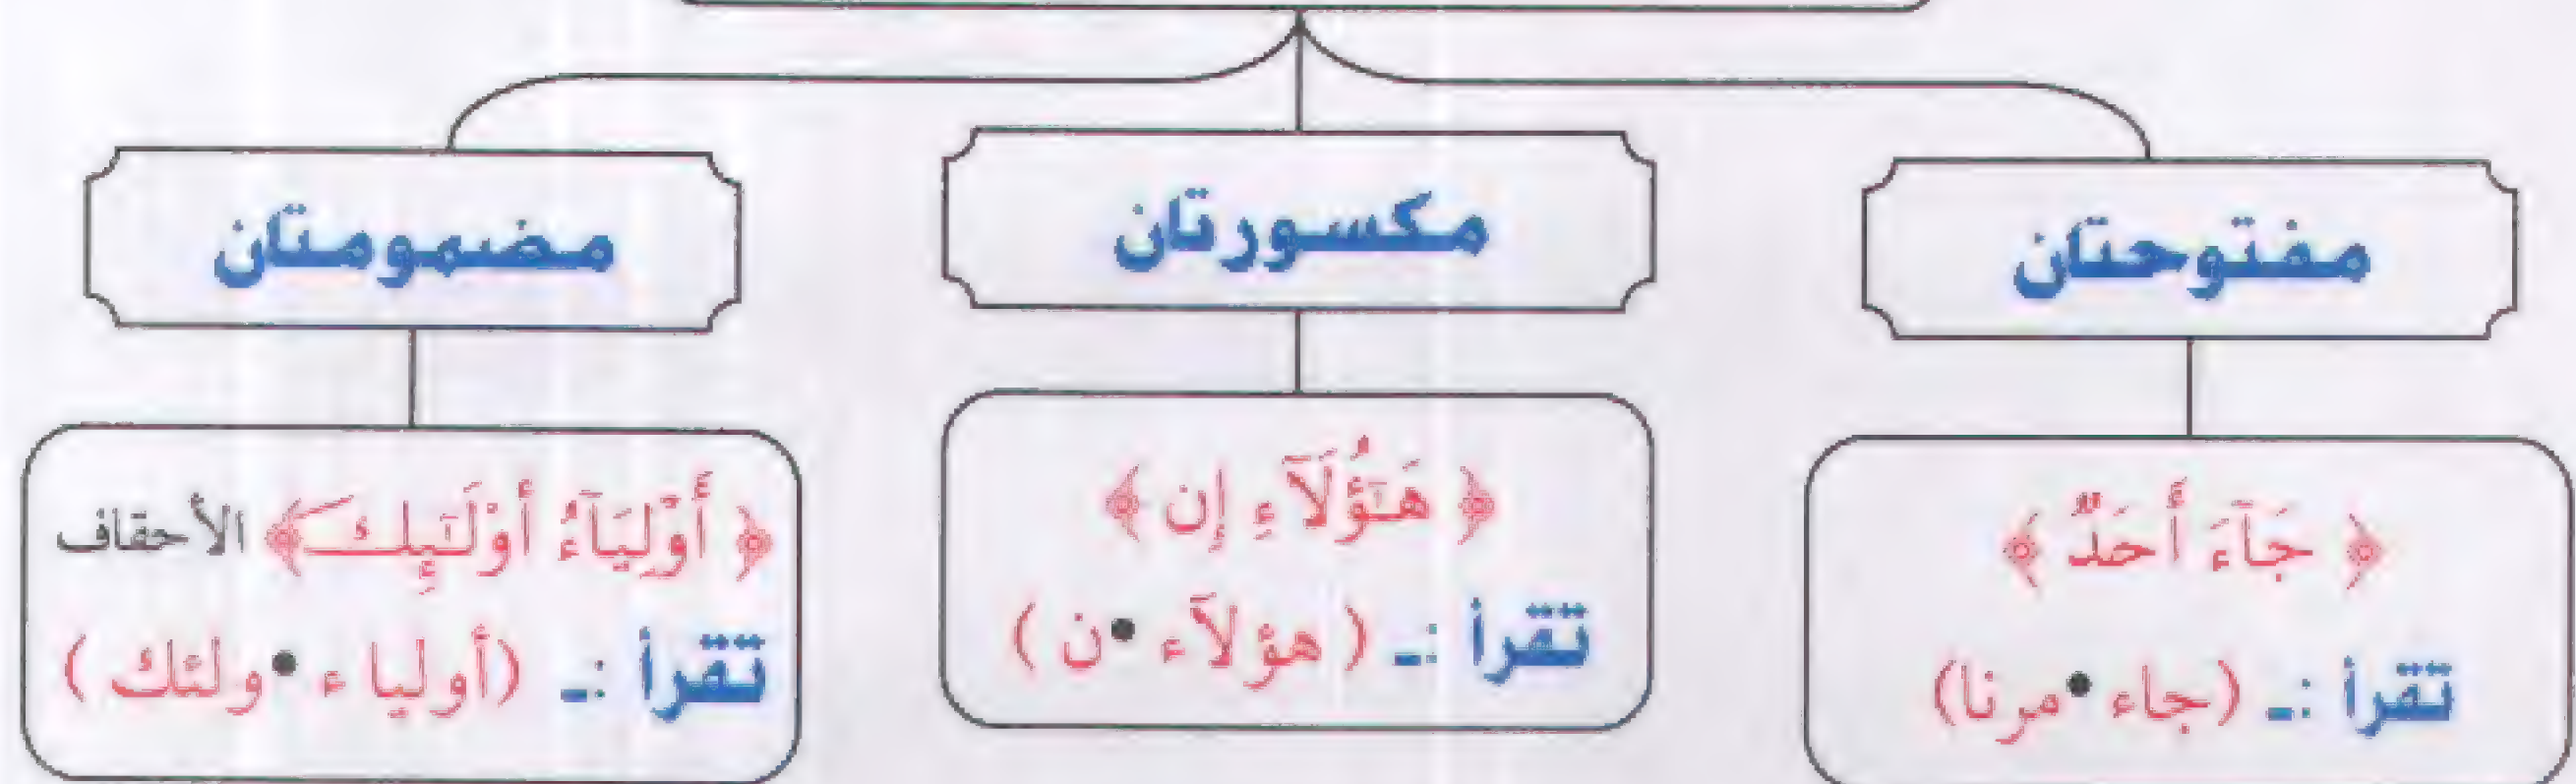 مفتوحتان
﴿ جَآءَ أَحَدٌ ﴾
تقرأ :ـ (جاء •مرنا)
مكسورتان
﴿ هَـٰٓؤُلَآءِ إِن ﴾
تقرأ :ـ ( هؤلآء •ن )
مضمومتان
﴿ أَوْلِيَآءُ أُوْلَـٰٓئِكَ ﴾ الأحقاف
تقرأ :ـ (أولياء •ولئك )